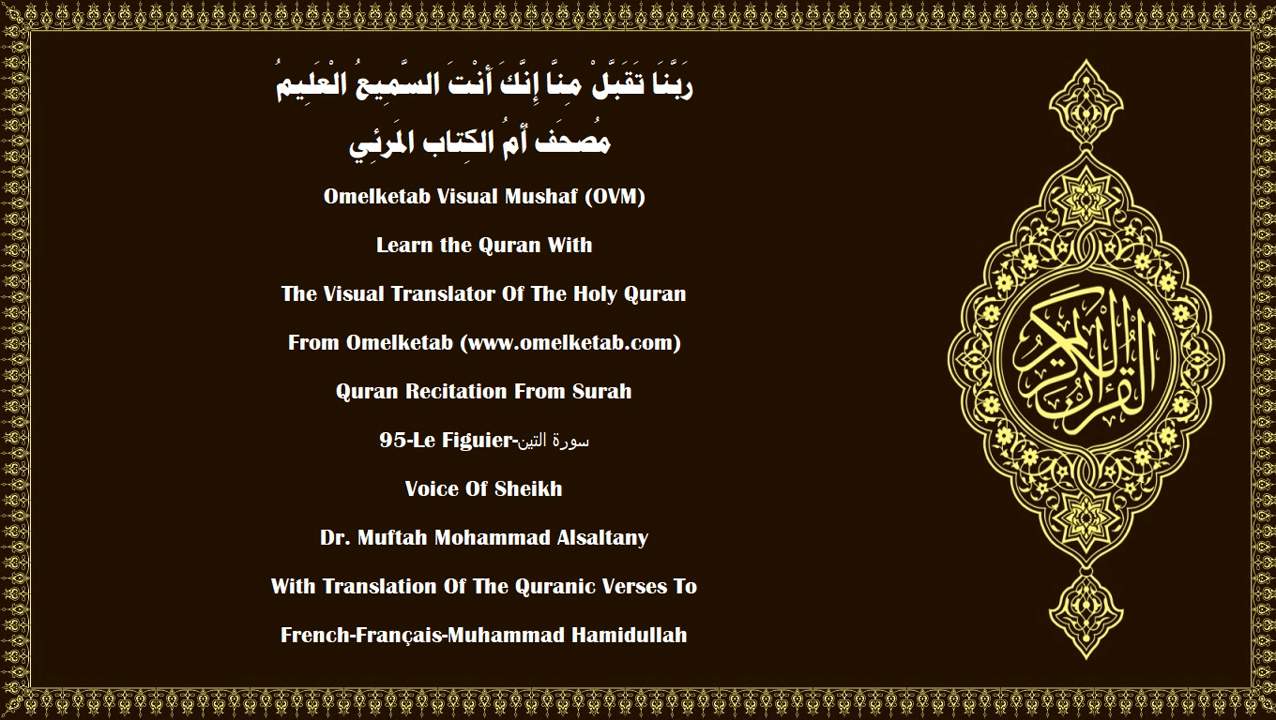 رَبَّنَا تَقَبَّلْ مِنَّا إِنَّكَ أَنْتَ السَّمِيعُ الْعَلِيمُ
مُصحَف أمُ الكِتاب المَرئِي
Omelketab Visual Mushaf (OVM)
Learn the Quran With
The Visual Translator Of The Holy Quran
From Omelketab (www.omelketab.com)
Quran Recitation From Surah
95-Le Figuier-سورة التين
Voice Of Sheikh
Dr. Muftah Mohammad Alsaltany
With Translation Of The Quranic Verses To
French-Français-Muhammad Hamidullah
القرآن الكريم